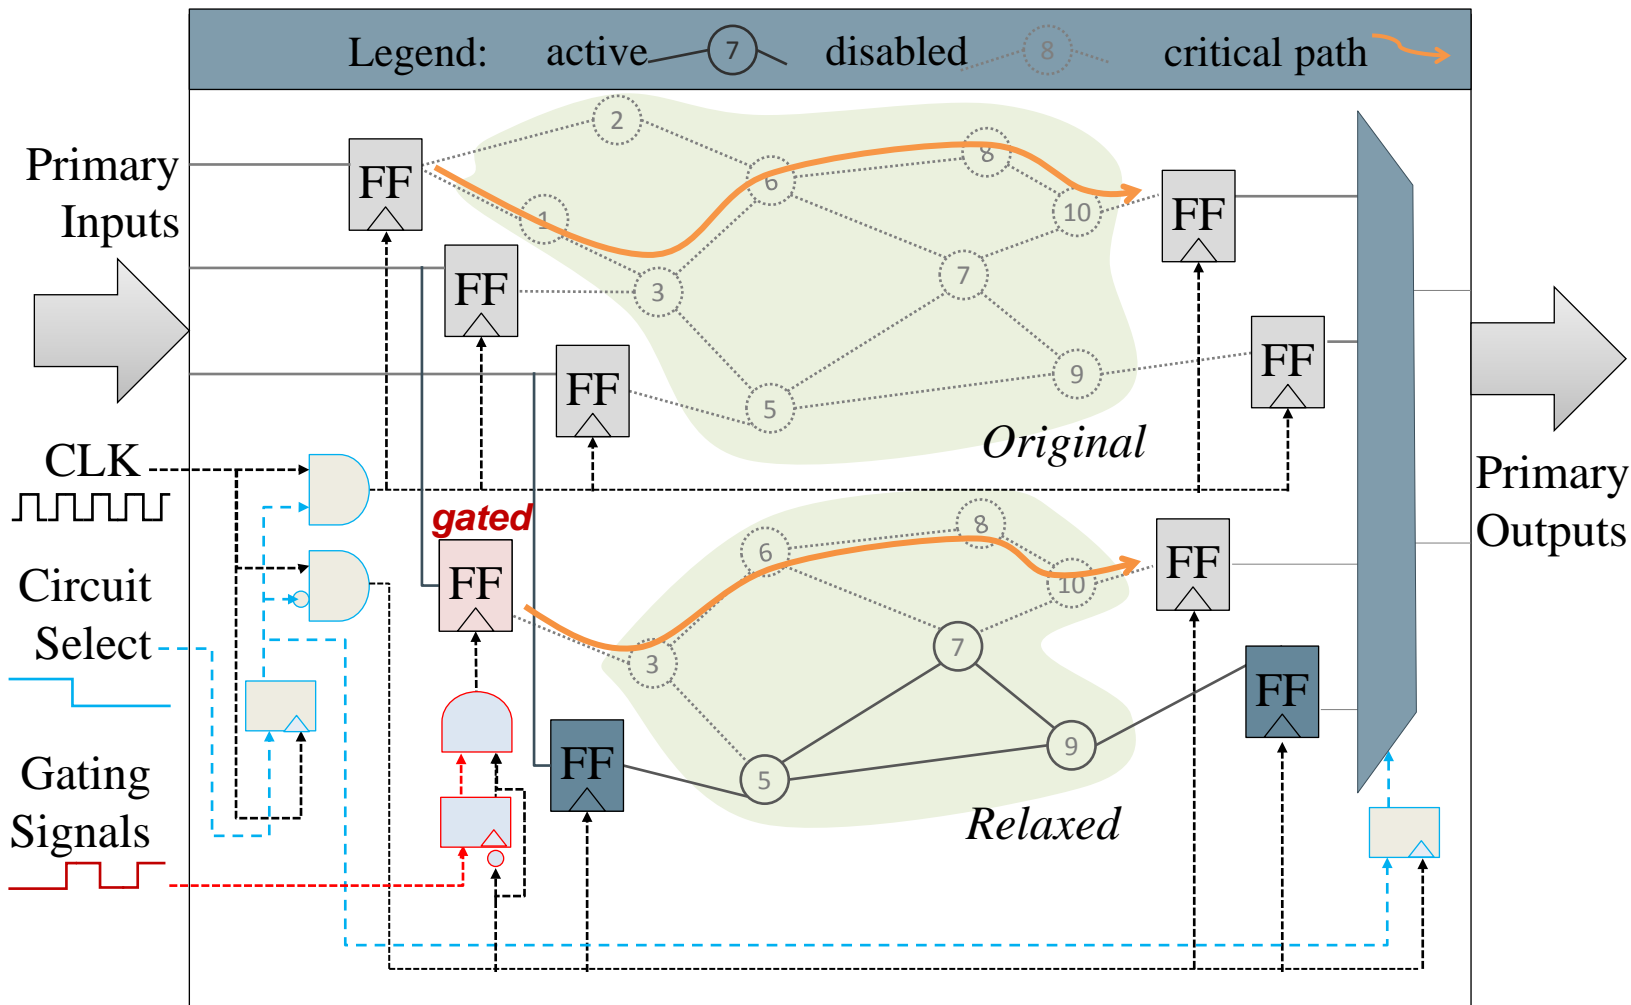 Legend: active 7 disabled 8 critical path
Primary
Inputs
FF
2
1
6
8
10
FF
FF
3
7
FF
5
9
FF
Original
CLK
Primary
Outputs
gated
FF
6
8
10
FF
Circuit
Select
3
7
FF
Gating
Signals
FF
5
9
Relaxed